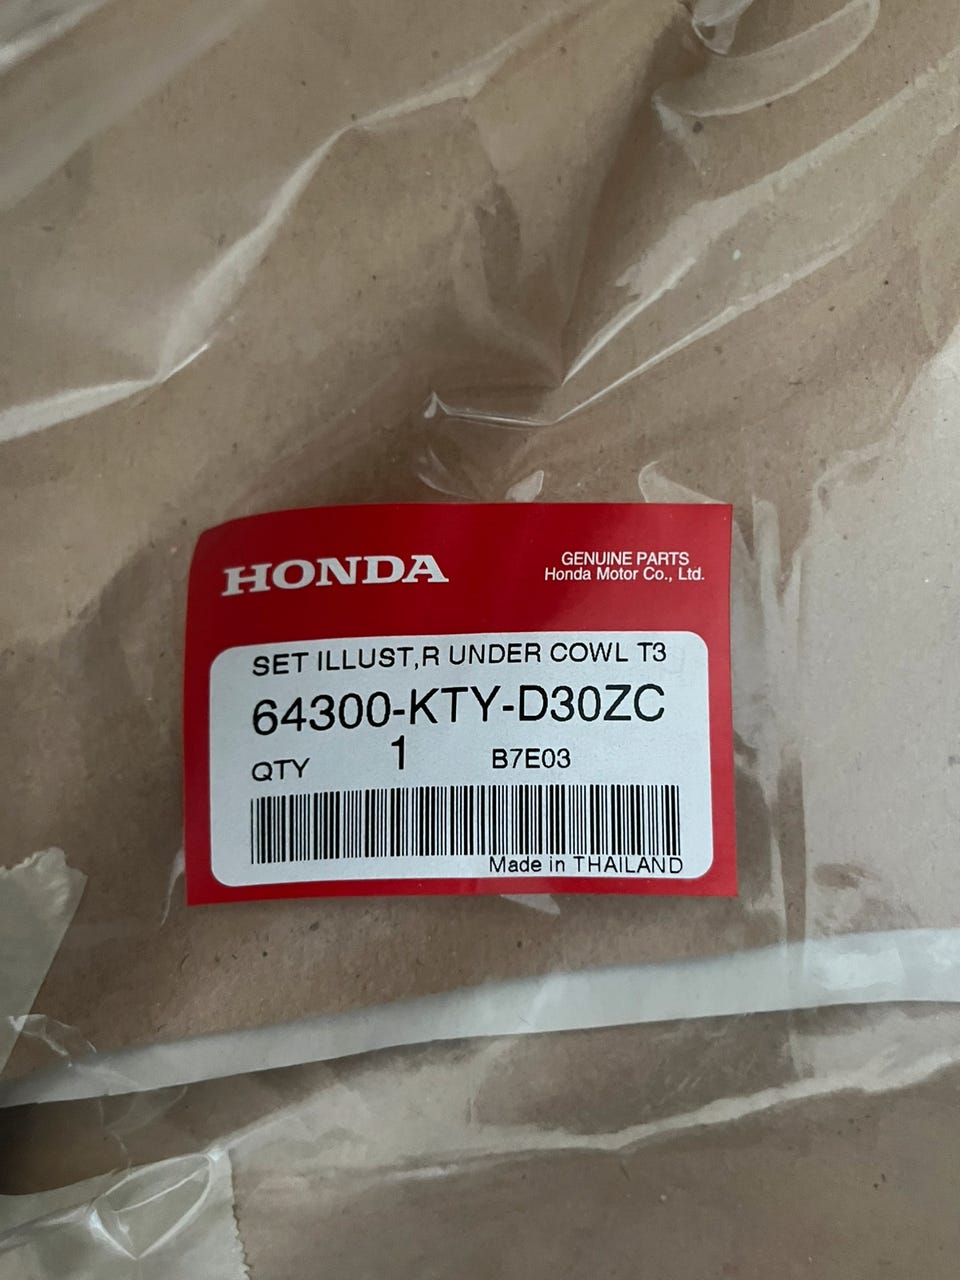 HONDA
GENUINE PARTS
Honda Motor Co., Ltd.
SET ILLUST,R UNDER COWL T3
64300-KTY-D30ZC
QTY 1 B7E03
Made in THAILAND